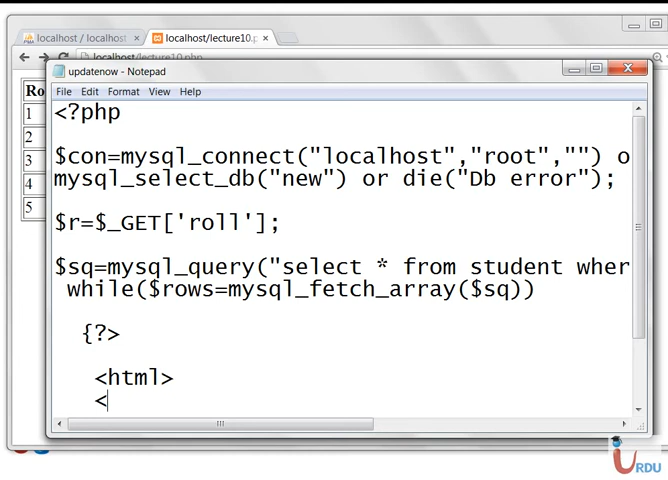 localhost / localhost
localhost/lecture10.p
localhost/lecture10.php
updatenow - Notepad
File Edit Format View Help
Ro
1
2
3
4
5
<?php
$con=mysql_connect("localhost","root","") o
mysql_select_db("new") or die("Db error");
$r=$_GET['roll'];
$sq=mysql_query("select * from student wher
while($rows=mysql_fetch_array($sq))
{?>
<html>
<
URDU